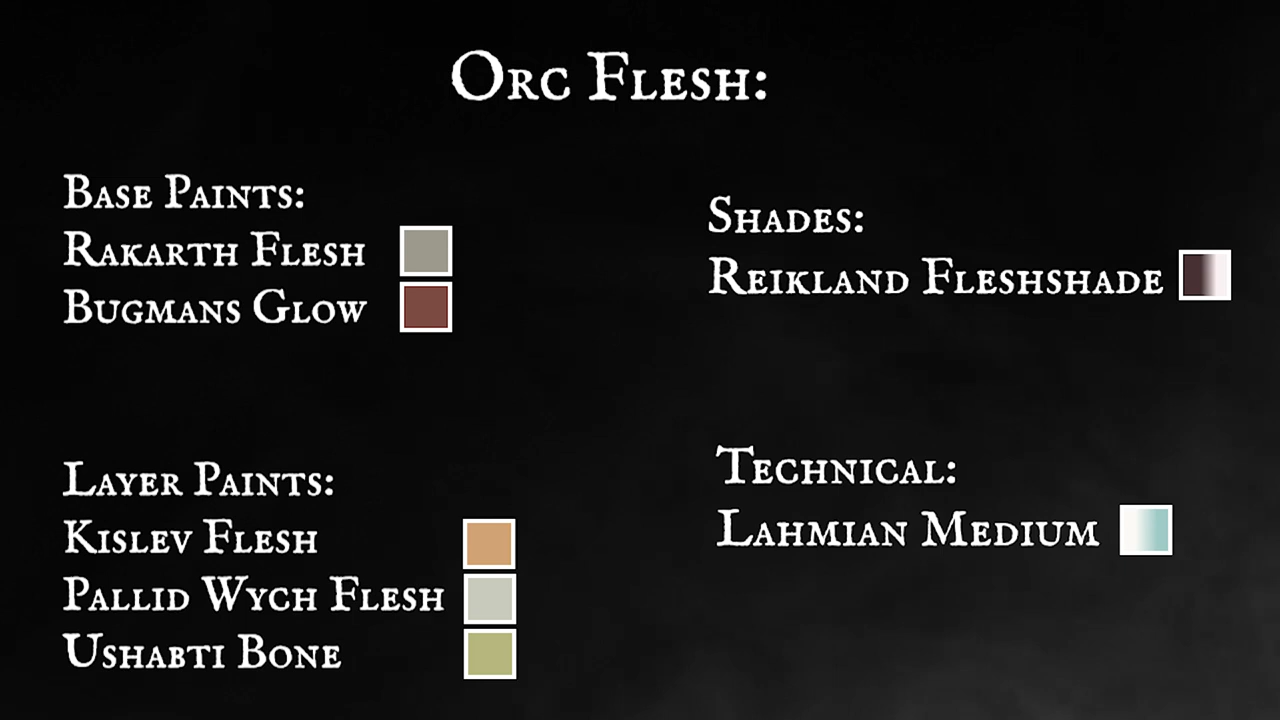 Orc Flesh:
Base Paints:
Rakarth Flesh
Bugmans Glow
Layer Paints:
Kislev Flesh
Pallid Wych Flesh
Ushabti Bone
Shades:
Reikland Fleshshade
Technical:
Lahmian Medium